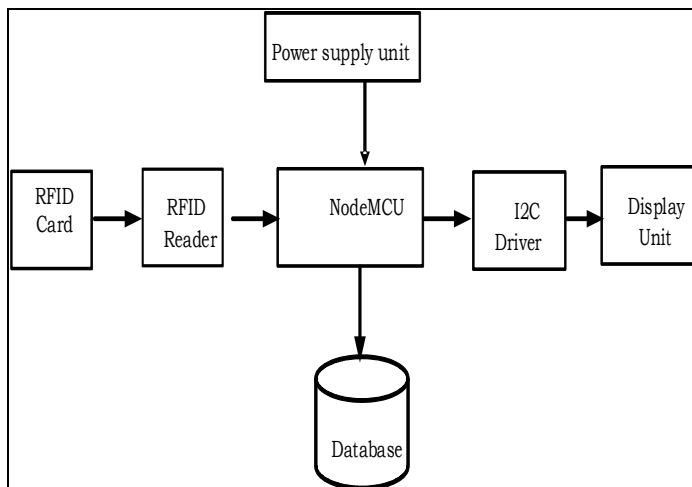 Power supply unit
RFID
Card
RFID
Reader
NodeMCU
I2C
Driver
Display
Unit
Database